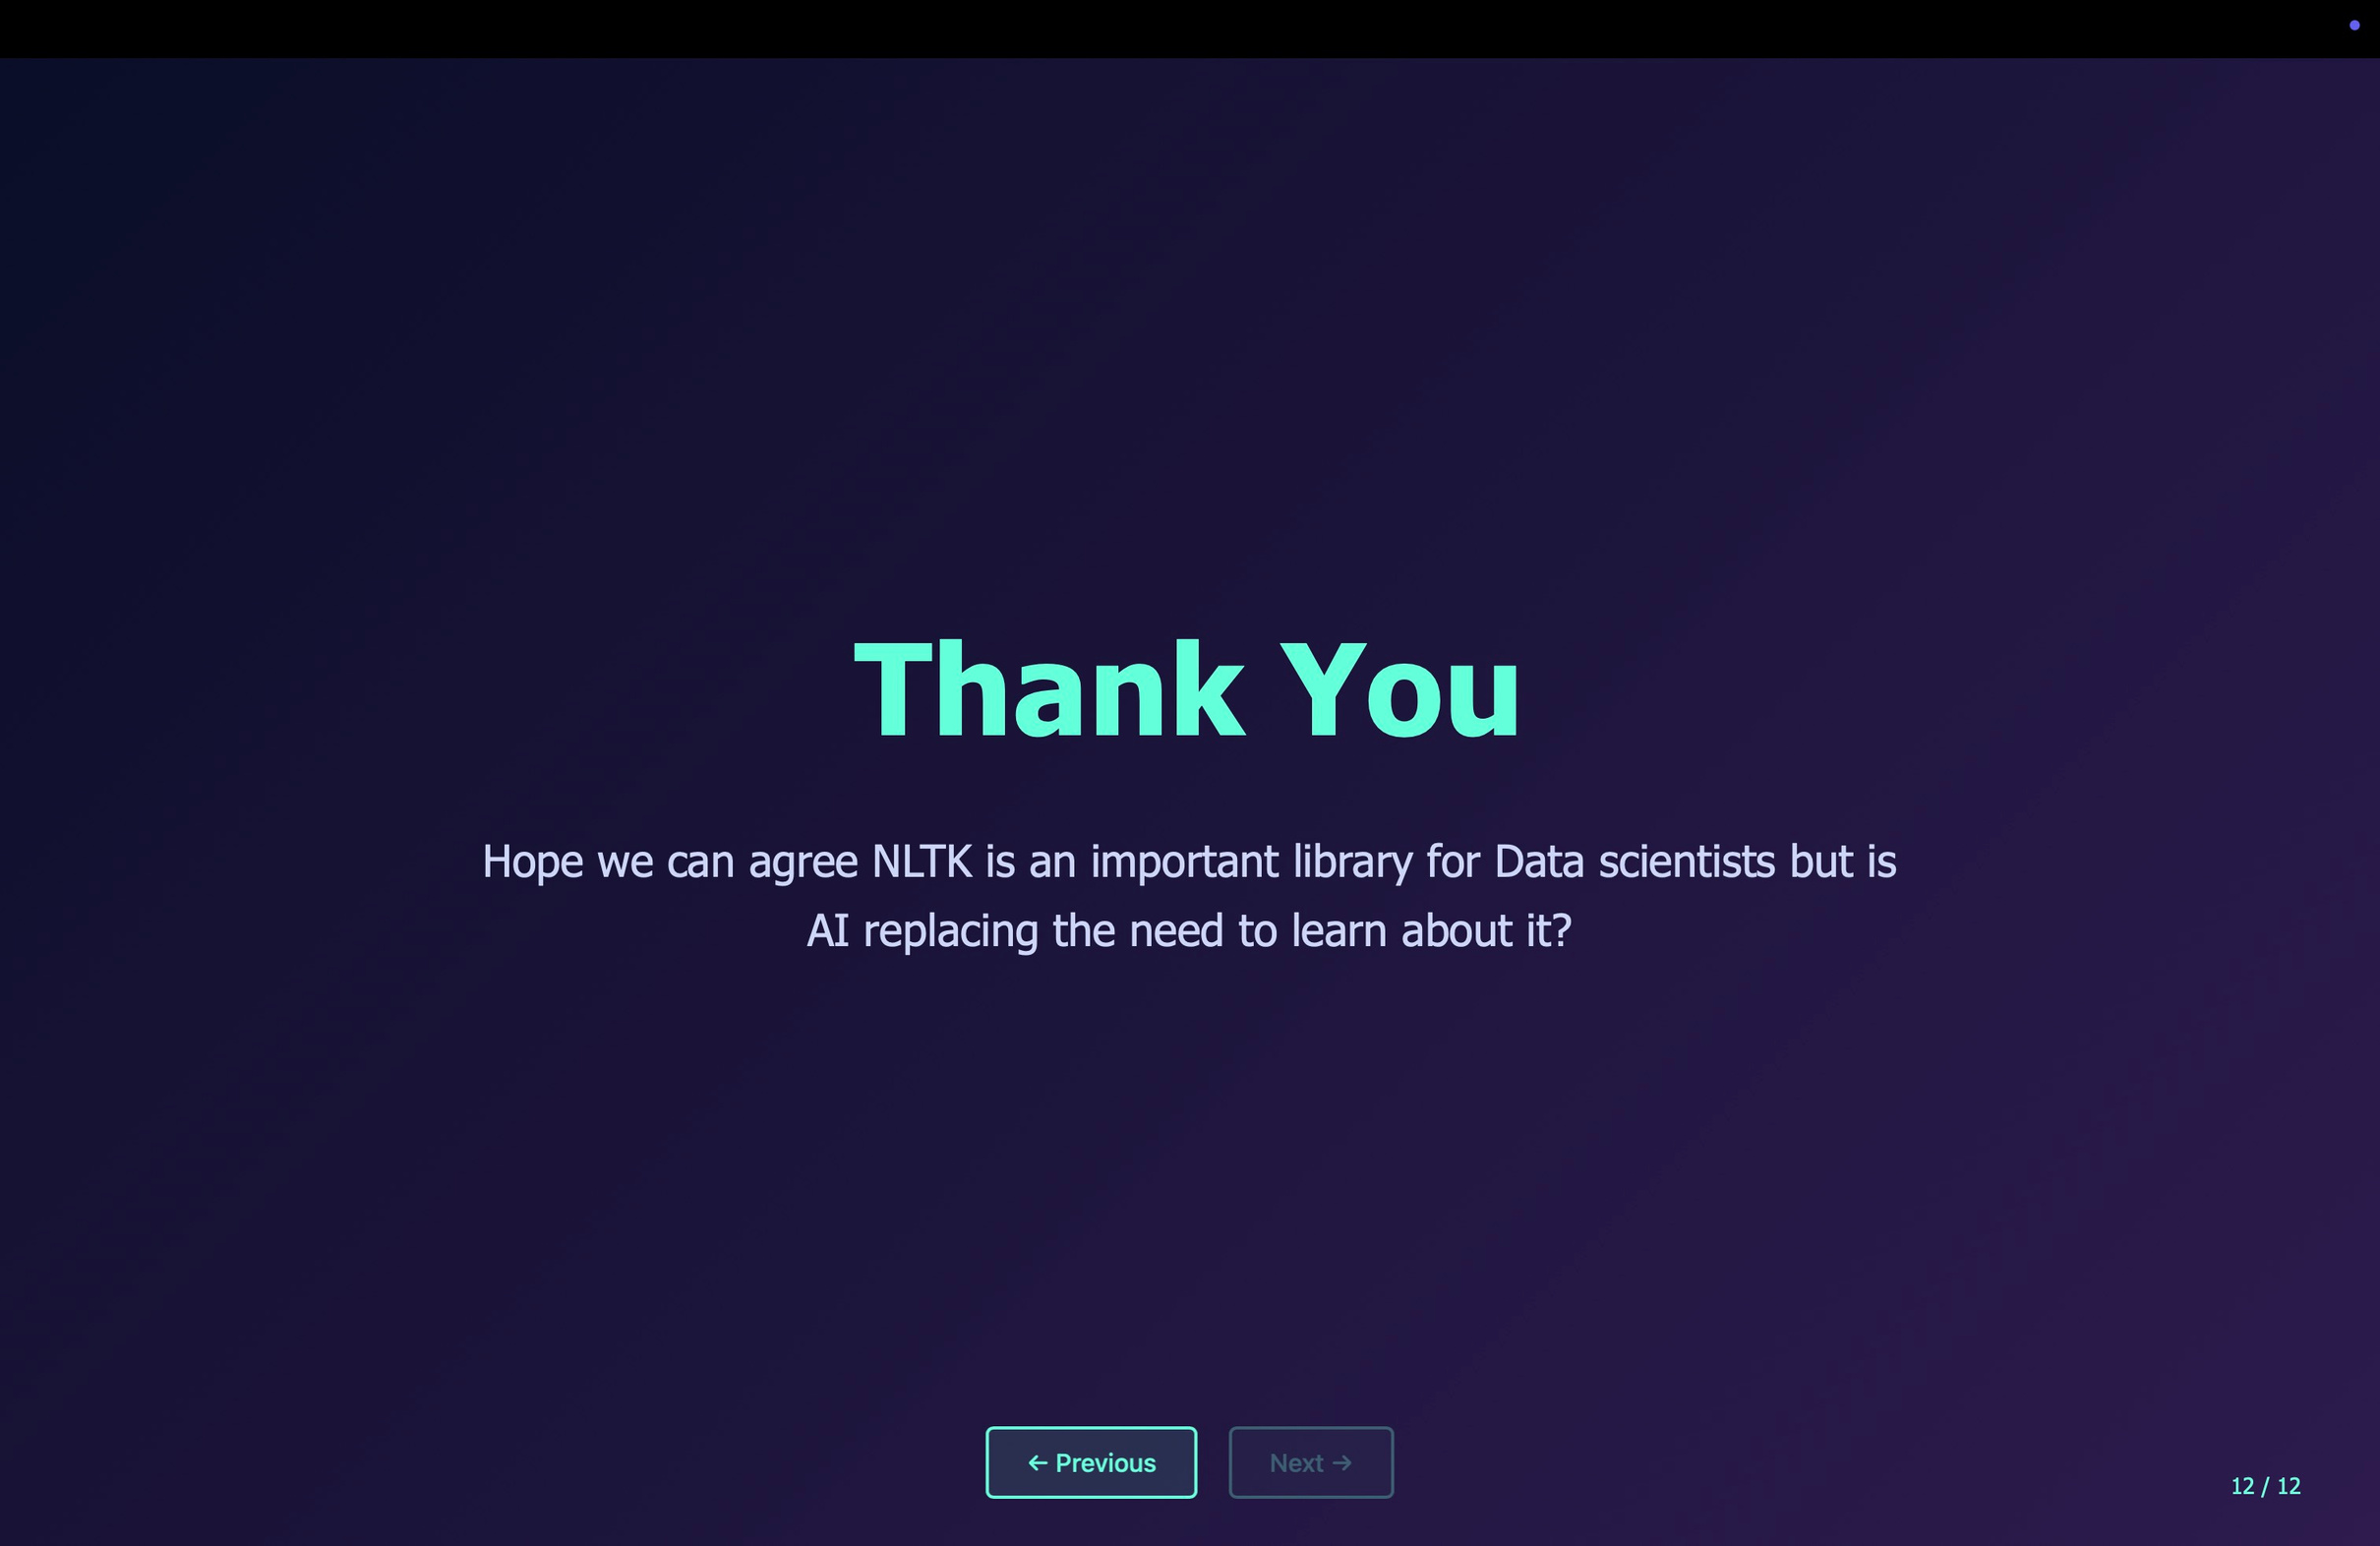 Thank You
Hope we can agree NLTK is an important library for Data scientists but is
AI replacing the need to learn about it?
← Previous
Next →
12 / 12